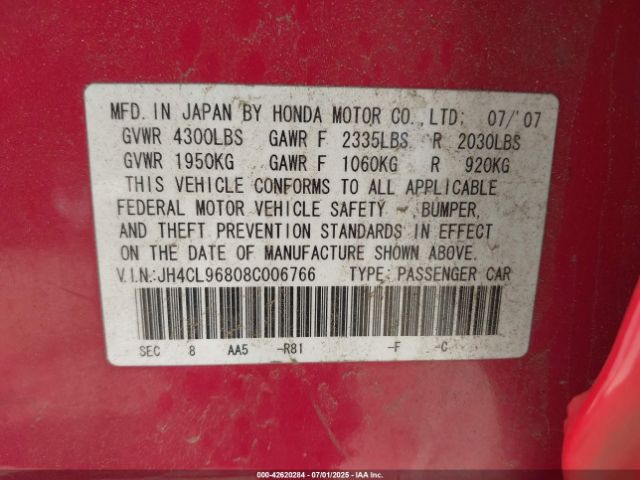 MFD. IN JAPAN BY HONDA MOTOR CO.,LTD: 07/'07
GVWR 4300LBS GAWR F 2335LBS R 2030LBS
GVWR 1950KG GAWR F 1060KG R 920KG
THIS VEHICLE CONFORMS TO ALL APPLICABLE
FEDERAL MOTOR VEHICLE SAFETY - BUMPER,
AND THEFT PREVENTION STANDARDS IN EFFECT
ON THE DATE OF MANUFACTURE SHOWN ABOVE.
V.I.N:JH4CL96808C006766 TYPE: PASSENGER CAR
SEC 8 AA5 -R81 -F -C
000-42620284 - 07/01/2025 - IAAI, Inc.